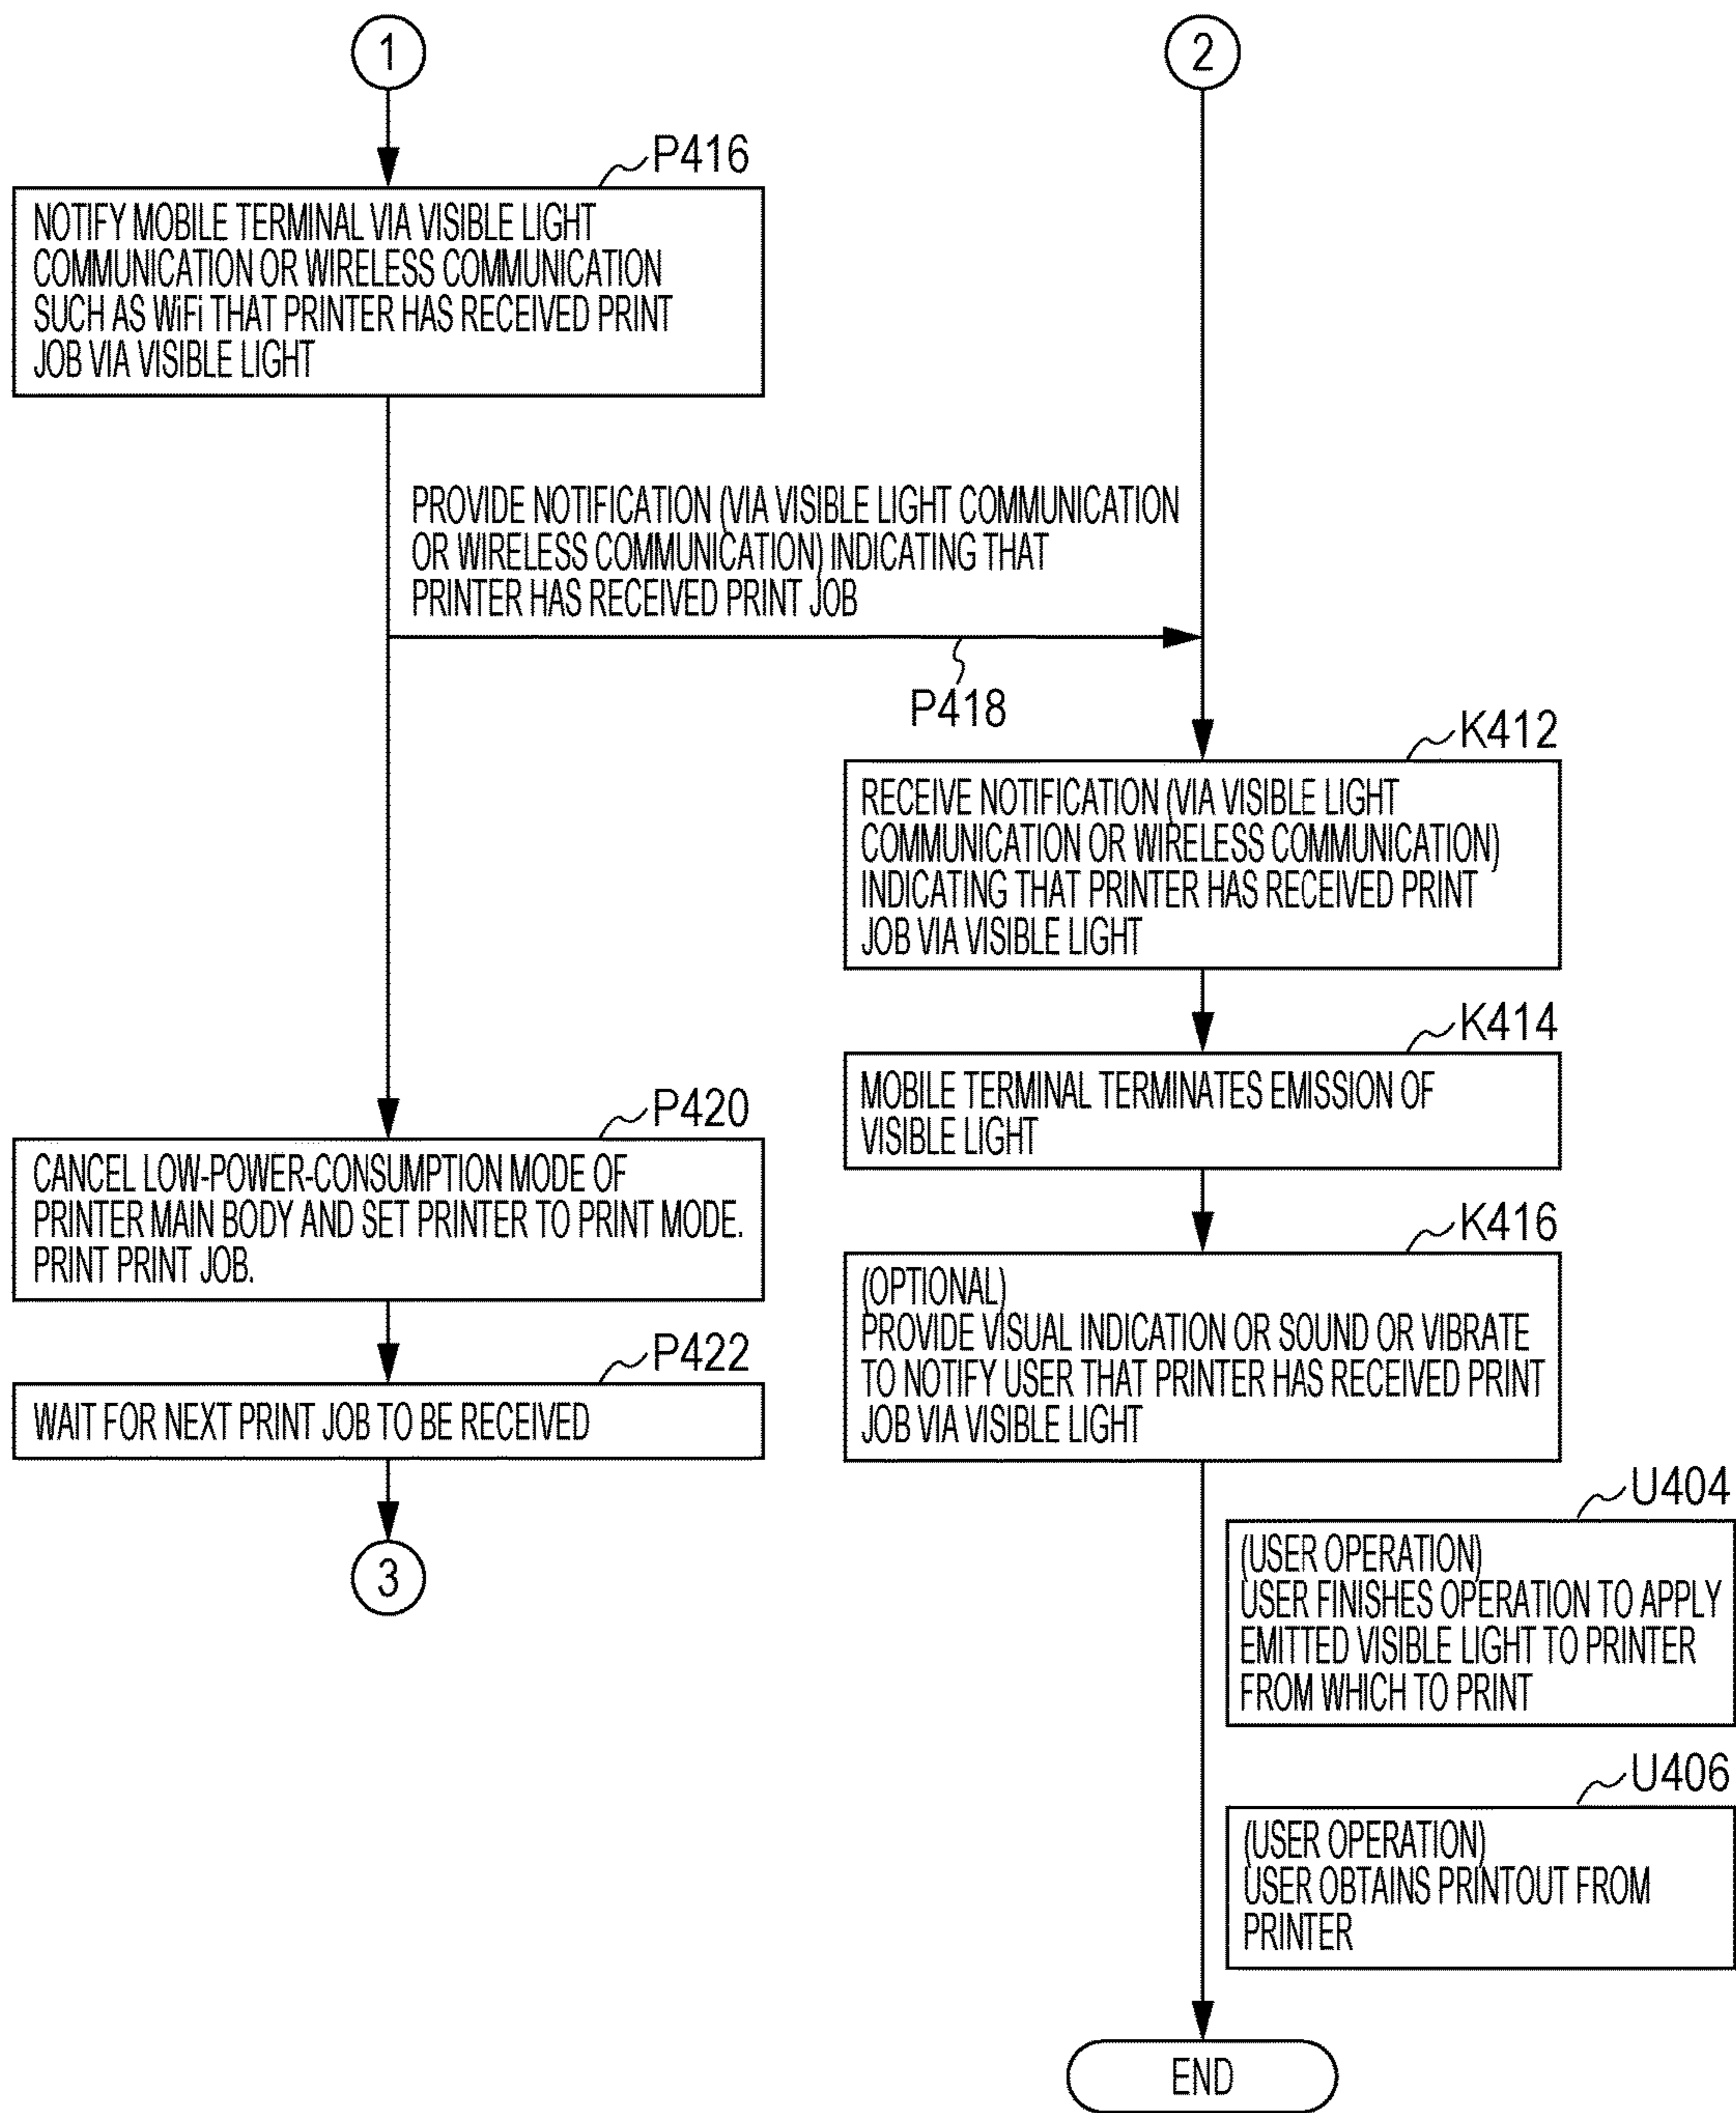 1
2
P416
NOTIFY MOBILE TERMINAL VIA VISIBLE LIGHT
COMMUNICATION OR WIRELESS COMMUNICATION
SUCH AS WiFi THAT PRINTER HAS RECEIVED PRINT
JOB VIA VISIBLE LIGHT
PROVIDE NOTIFICATION (VIA VISIBLE LIGHT COMMUNICATION
OR WIRELESS COMMUNICATION) INDICATING THAT
PRINTER HAS RECEIVED PRINT JOB
P418
K412
RECEIVE NOTIFICATION (VIA VISIBLE LIGHT
COMMUNICATION OR WIRELESS COMMUNICATION)
INDICATING THAT PRINTER HAS RECEIVED PRINT
JOB VIA VISIBLE LIGHT
K414
MOBILE TERMINAL TERMINATES EMISSION OF
VISIBLE LIGHT
P420
CANCEL LOW-POWER-CONSUMPTION MODE OF
PRINTER MAIN BODY AND SET PRINTER TO PRINT MODE.
PRINT PRINT JOB.
K416
(OPTIONAL)
PROVIDE VISUAL INDICATION OR SOUND OR VIBRATE
TO NOTIFY USER THAT PRINTER HAS RECEIVED PRINT
JOB VIA VISIBLE LIGHT
P422
WAIT FOR NEXT PRINT JOB TO BE RECEIVED
3
U404
(USER OPERATION)
USER FINISHES OPERATION TO APPLY
EMITTED VISIBLE LIGHT TO PRINTER
FROM WHICH TO PRINT
U406
(USER OPERATION)
USER OBTAINS PRINTOUT FROM
PRINTER
END